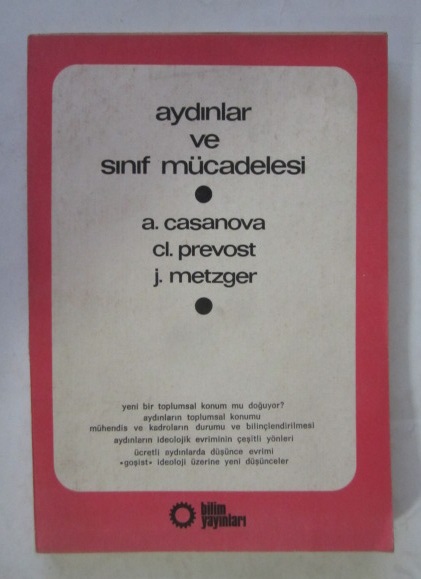 aydınlar
ve
sınıf mücadelesi
a. casanova
cl. prevost
j. metzger
yeni bir toplumsal konum mu doğuyor?
aydınların toplumsal konumu
mühendis ve kadroların durumu ve bilinçlendirilmesi
aydınların ideolojik evriminin çeşitli yönleri
ücretli aydınlarda düşünce evrimi
«goşist» ideoloji üzerine yeni düşünceler
bilim
yayınları